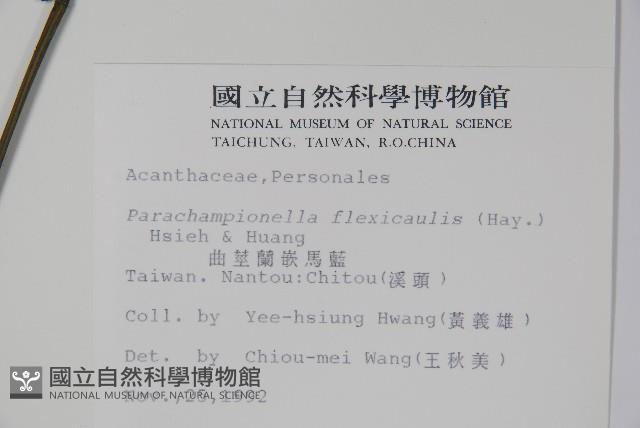 國立自然科學博物館
NATIONAL MUSEUM OF NATURAL SCIENCE
TAICHUNG, TAIWAN, R.O.CHINA
Acanthaceae,Personales
Parachampionella flexicaulis (Hay.)
Hsieh & Huang
曲莖蘭嵌馬藍
Taiwan. Nantou:Chitou(溪頭)
Coll. by Yee-hsiung Hwang(黃義雄)
Det. by Chiou-mei Wang(王秋美)
國立自然科學博物館
NATIONAL MUSEUM OF NATURAL SCIENCE
Nov.,28,1992